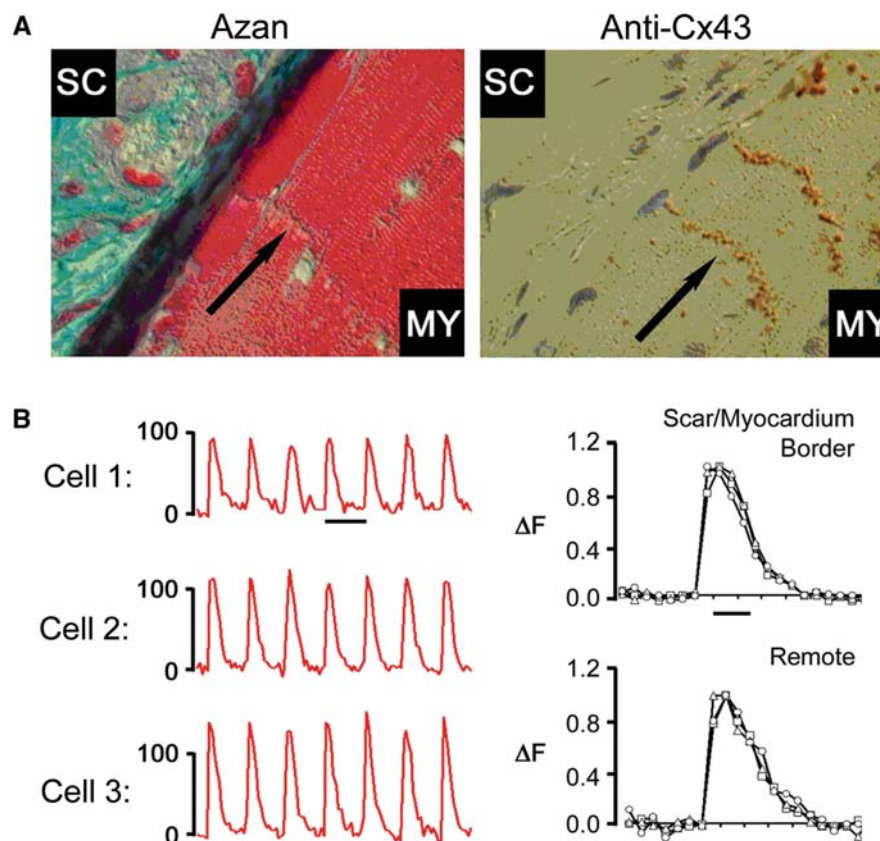 A
Azan
Anti-Cx43
SC
MY
SC
MY
B
Cell 1:
100
0
Cell 2:
100
0
Cell 3:
100
0
Scar/Myocardium
Border
ΔF
1.2
0.8
0.4
0.0
Remote
ΔF
1.2
0.8
0.4
0.0